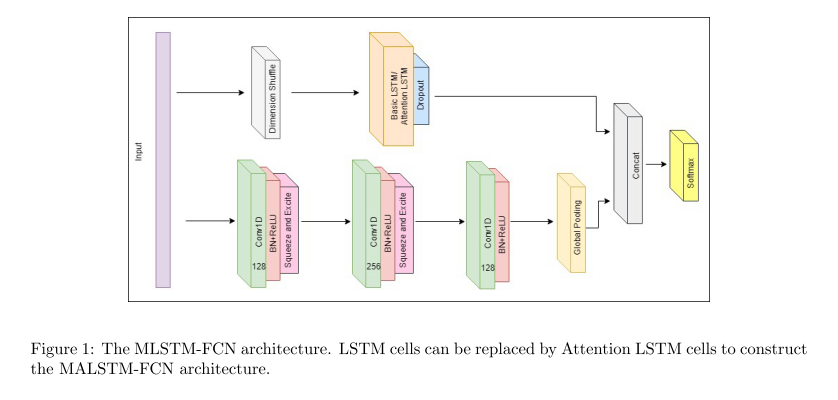 Input
Dimension Shuffle
Basic LSTM/
Attention LSTM
Dropout
Conv1D
128
BN+ReLU
Squeeze and Excite
Conv1D
256
BN+ReLU
Squeeze and Excite
Conv1D
128
BN+ReLU
Global Pooling
Concat
Softmax
Figure 1: The MLSTM-FCN architecture. LSTM cells can be replaced by Attention LSTM cells to construct
the MALSTM-FCN architecture.